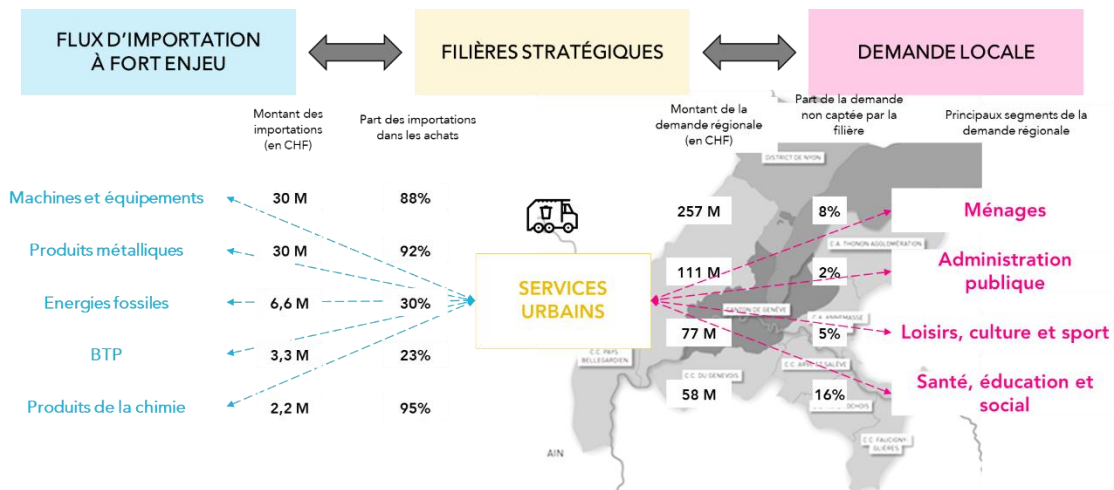 FLUX D'IMPORTATION
À FORT ENJEU
FILIÈRES STRATÉGIQUES
DEMANDE LOCALE
Montant des
importations
(en CHF)
Part des importations
dans les achats
Montant de la
demande régionale
(en CHF)
Part de la demande
non captée par la
filière
Principaux segments de la
demande régionale
DISTRICT DE NYON
Machines et équipements
30 M
88%
257 M
8%
Ménages
Produits métalliques
30 M
92%
C.A. THONON AGGLOMÉRATION
111 M
2%
Administration
publique
Energies fossiles
6,6 M
30%
SERVICES
URBAINS
CANTON DE GENÈVE
C.A. ANNEMASSE
77 M
5%
Loisirs, culture et sport
BTP
3,3 M
23%
C.C. PAYS
BELLEGARDIEN
C.C. DU GENEVOIS
Produits de la chimie
2,2 M
95%
58 M
16%
Santé, éducation et
social
C.C. FAUCIGNY-
GLIÈRES
AIN